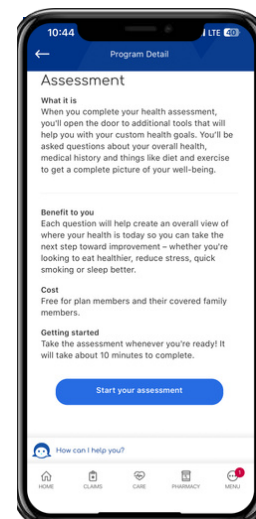 10:44
LTE 40
Program Detail
Assessment
What it is
When you complete your health assessment,
you'll open the door to additional tools that will
help you with your custom health goals. You'll be
asked questions about your overall health,
medical history and things like diet and exercise
to get a complete picture of your well-being.
Benefit to you
Each question will help create an overall view of
where your health is today so you can take the
next step toward improvement – whether you're
looking to eat healthier, reduce stress, quick
smoking or sleep better.
Cost
Free for plan members and their covered family
members.
Getting started
Take the assessment whenever you're ready! It
will take about 10 minutes to complete.
Start your assessment
How can I help you?
HOME CLAIMS CARE PHARMACY MENU